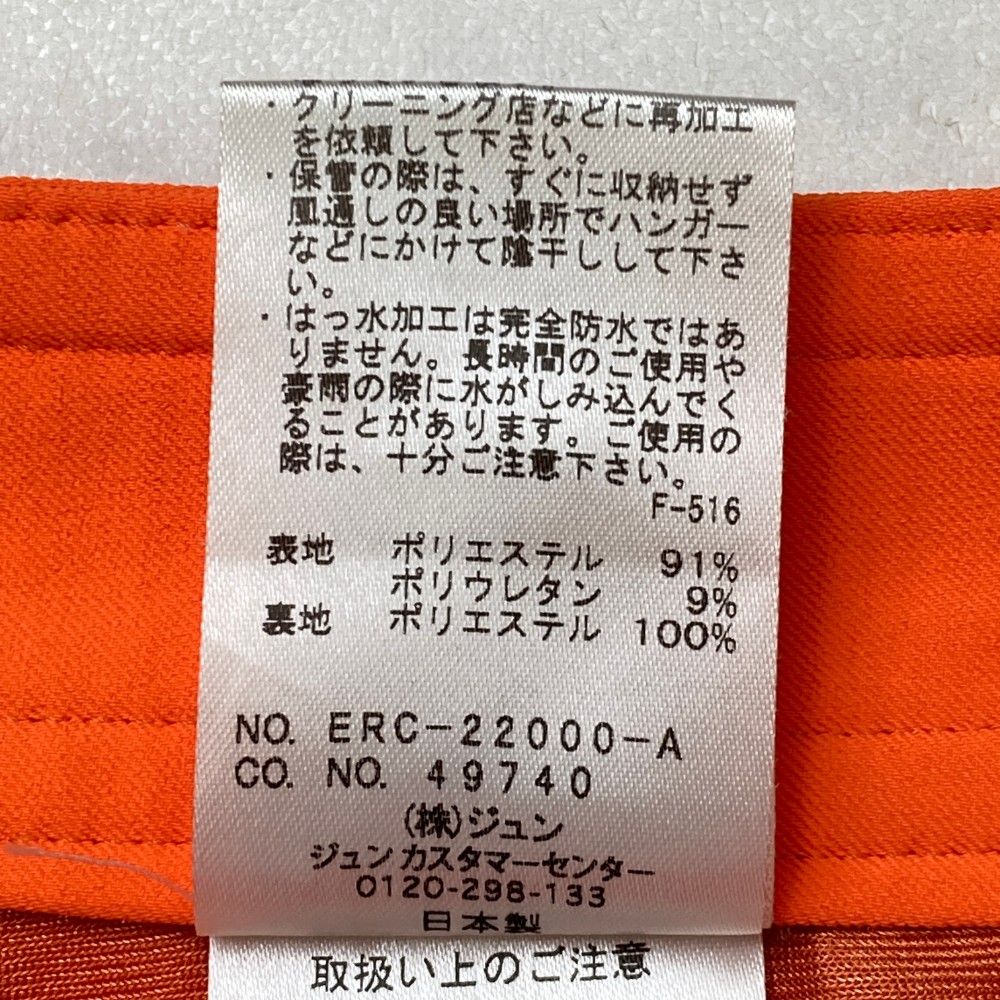 ・クリーニング店などに再加工
を依頼して下さい。
・保管の際は、すぐに収納せず
風通しの良い場所でハンガー
などにかけて陰干しして下さ
い。
・はっ水加工は完全防水ではあ
りません。長時間のご使用や
豪雨の際に水がしみ込んでく
ることがあります。ご使用の
際は、十分ご注意下さい。
F-516
表地 ポリエステル 91%
ポリウレタン 9%
裏地 ポリエステル 100%
NO. ERC-22000-A
CO. NO. 49740
(株)ジュン
ジュンカスタマーセンター
0120-298-133
日本製
取扱い上のご注意